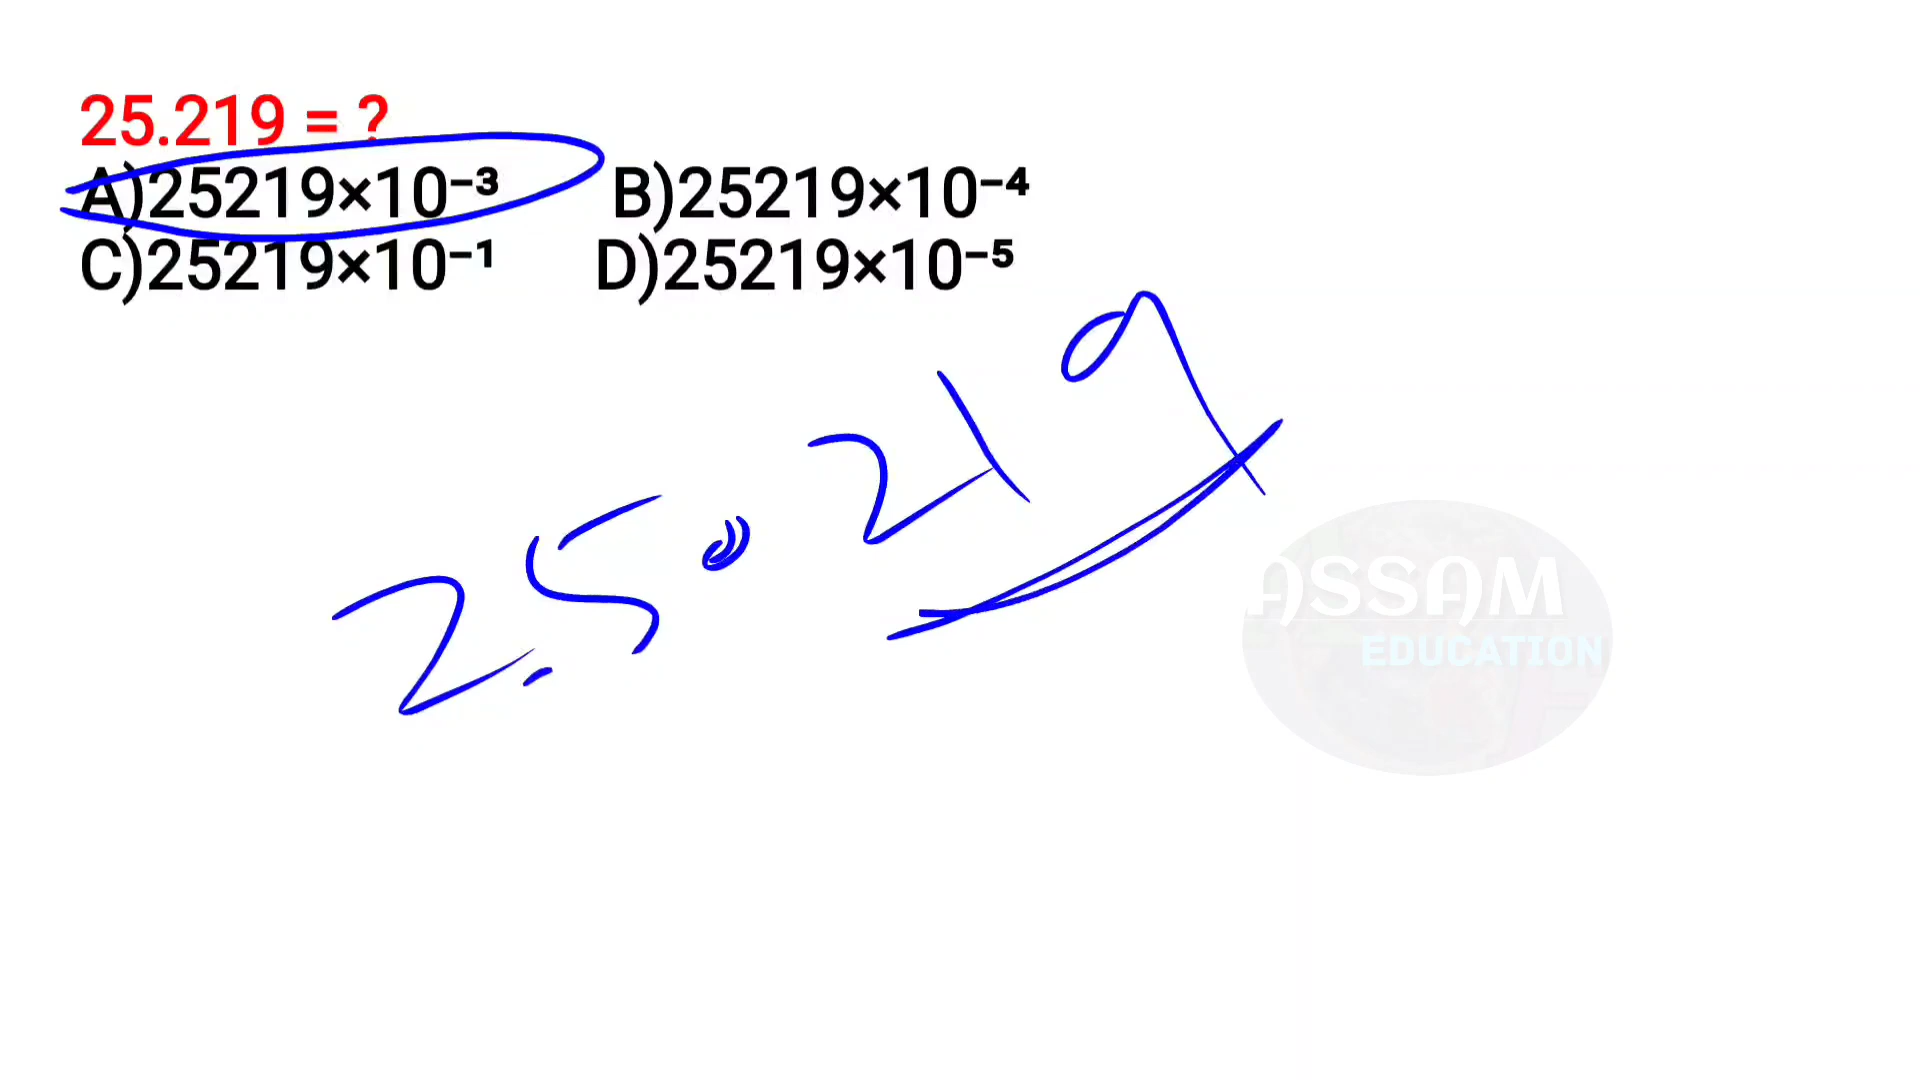 25.219 = ?
A)25219×10⁻³ B)25219×10⁻⁴
C)25219×10⁻¹ D)25219×10⁻⁵
25.219
ASSAM
EDUCATION